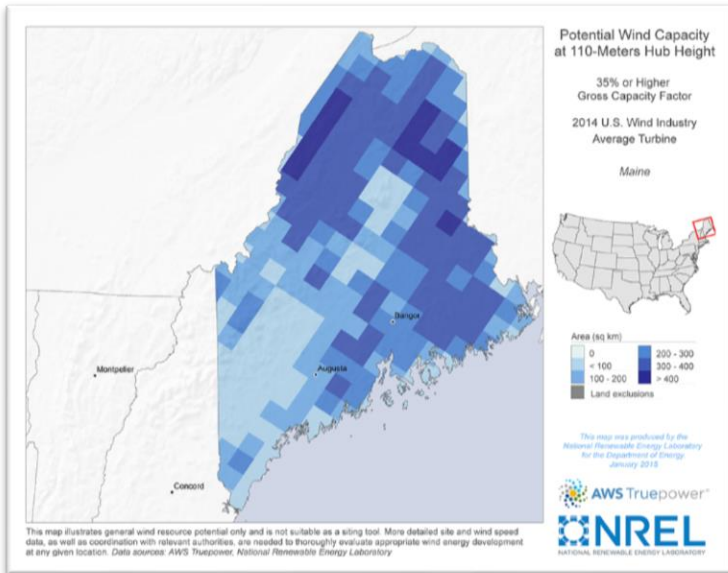 Potential Wind Capacity
at 110-Meters Hub Height
35% or Higher
Gross Capacity Factor
2014 U.S. Wind Industry
Average Turbine
Maine
Bangor
Augusta
Montpelier
Concord
Area (sq km)
0
< 100
100 - 200
200 - 300
300 - 400
> 400
Land exclusions
This map was produced by the
National Renewable Energy Laboratory
for the Department of Energy
January 2015
AWS Truepower
NREL
NATIONAL RENEWABLE ENERGY LABORATORY
This map illustrates general wind resource potential only and is not suitable as a siting tool. More detailed site and wind speed
data, as well as coordination with relevant authorities, are needed to thoroughly evaluate appropriate wind energy development
at any given location. Data sources: AWS Truepower, National Renewable Energy Laboratory